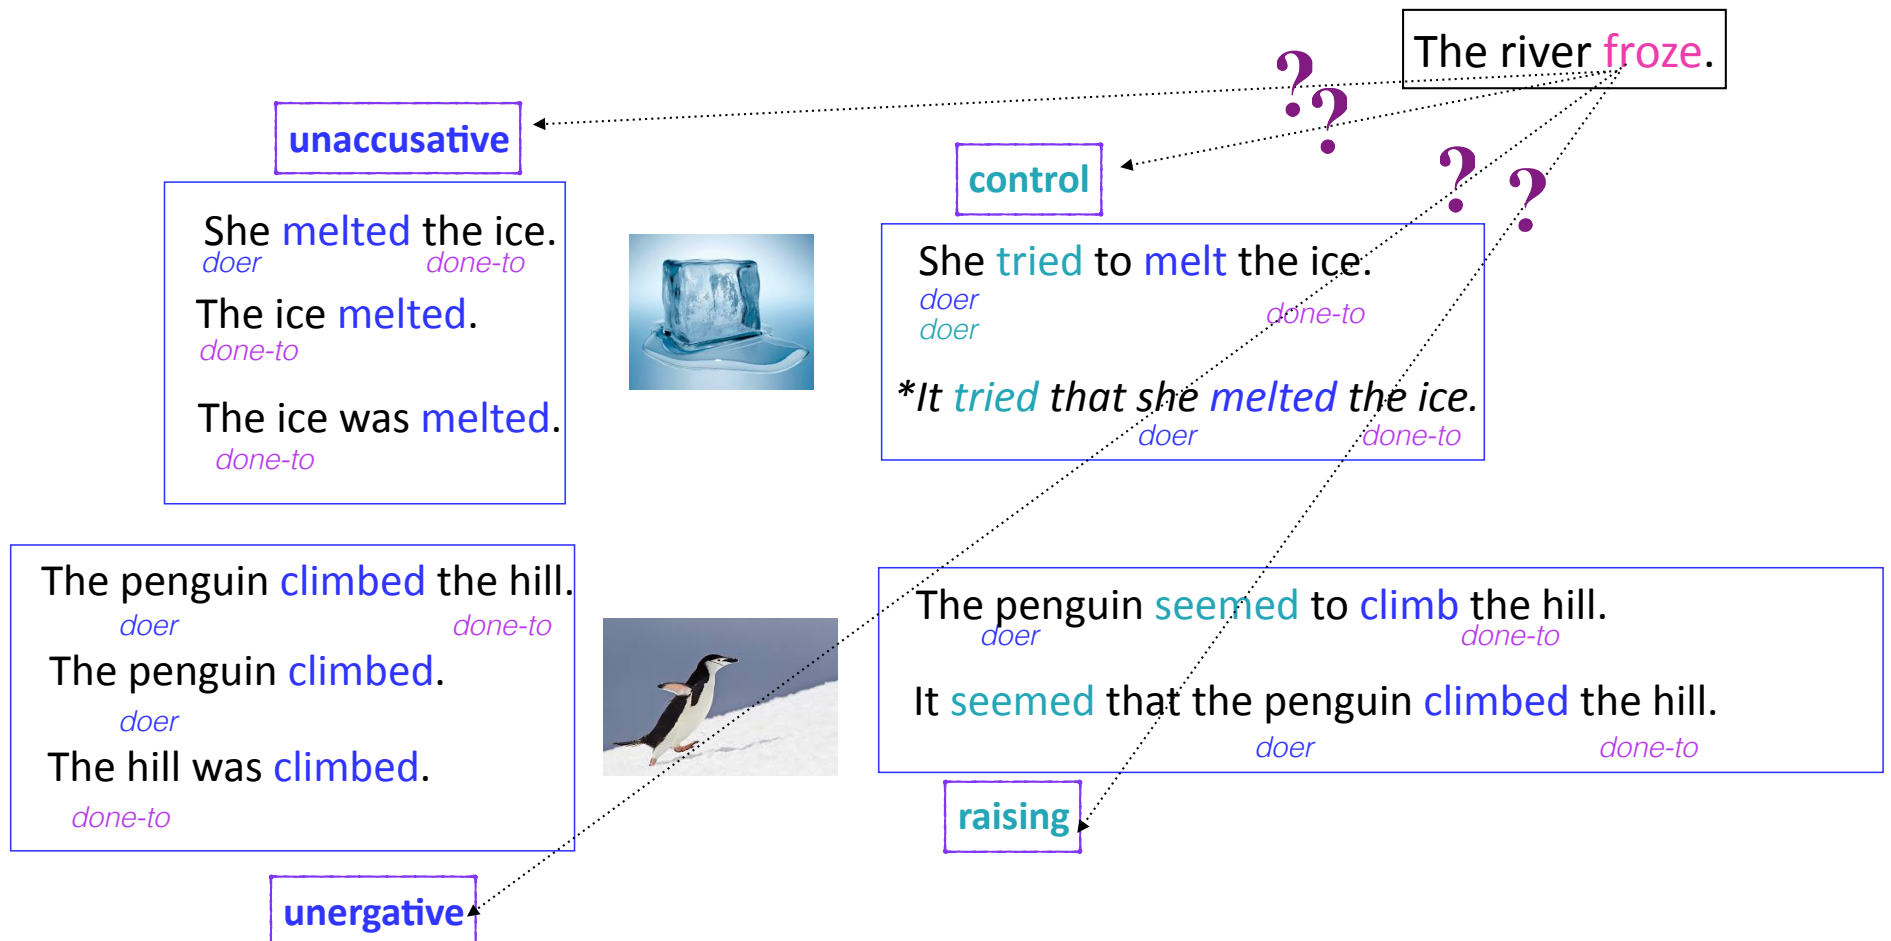 The river froze.
?
?
?
?
unaccusative
She melted the ice.
doer done-to
The ice melted.
done-to
The ice was melted.
done-to
control
She tried to melt the ice.
doer
doer done-to
*It tried that she melted the ice.
doer done-to
The penguin climbed the hill.
doer done-to
The penguin climbed.
doer
The hill was climbed.
done-to
unergative
The penguin seemed to climb the hill.
doer done-to
It seemed that the penguin climbed the hill.
doer done-to
raising